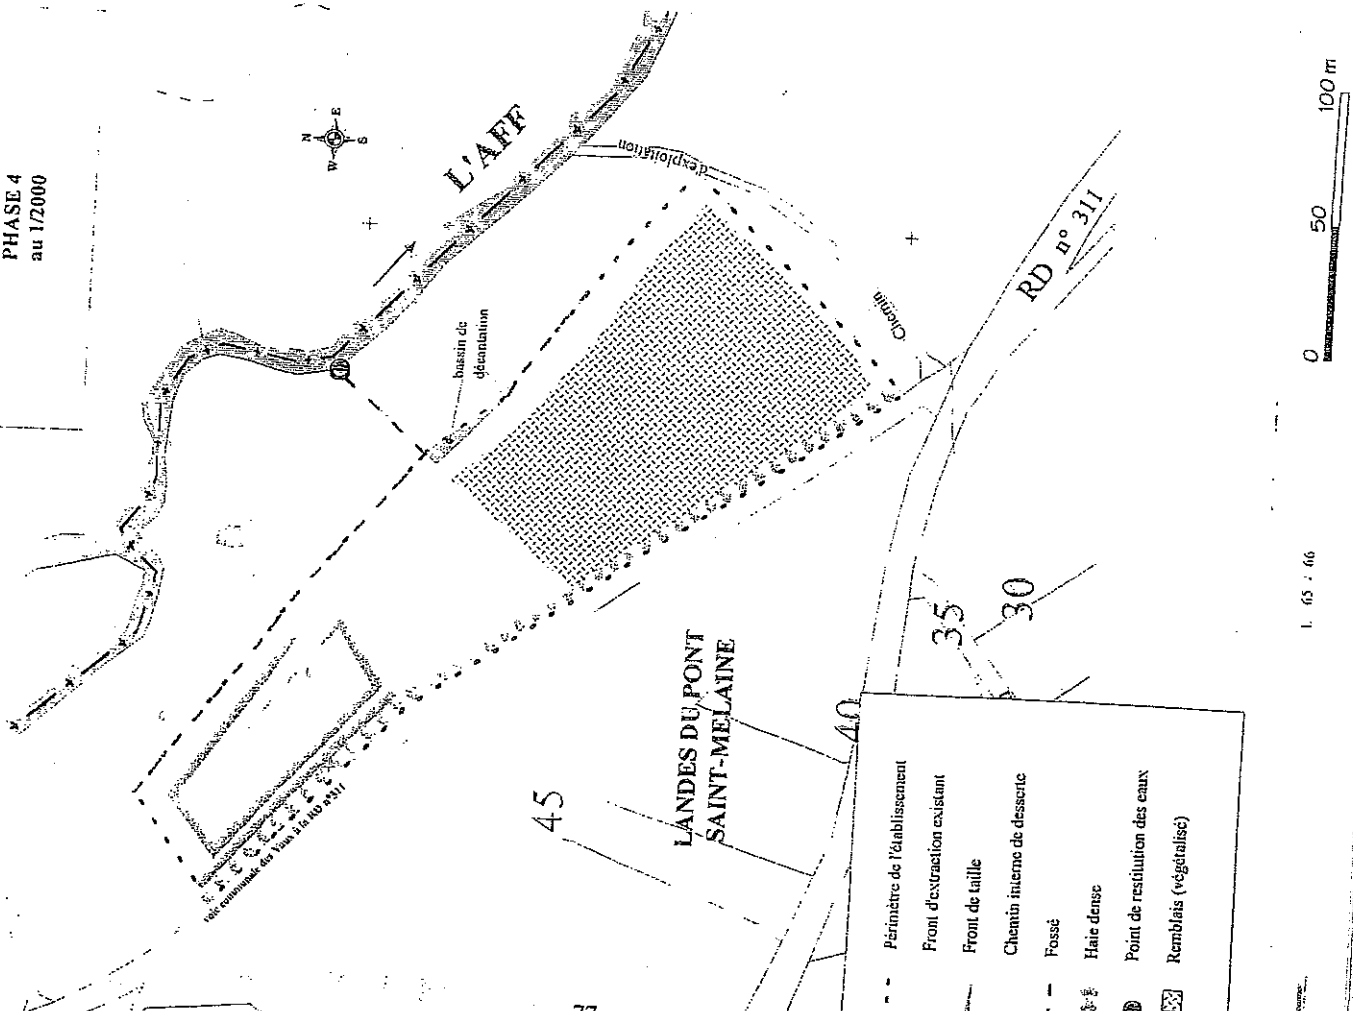 PHASE 4
au 1/2000
N
E
S
W
L'AFF
d'exploitation
bassin de
décantation
Chemin
RD n° 311
0
50
100 m
voie communale des Vaux à la RD n°311
LANDES DU PONT
SAINT-MELAINE
45
40
35
30
Périmètre de l'établissement
Front d'extraction existant
Front de taille
Chemin interne de desserte
Fossé
Haie dense
Point de restitution des eaux
Remblais (végétalisé)